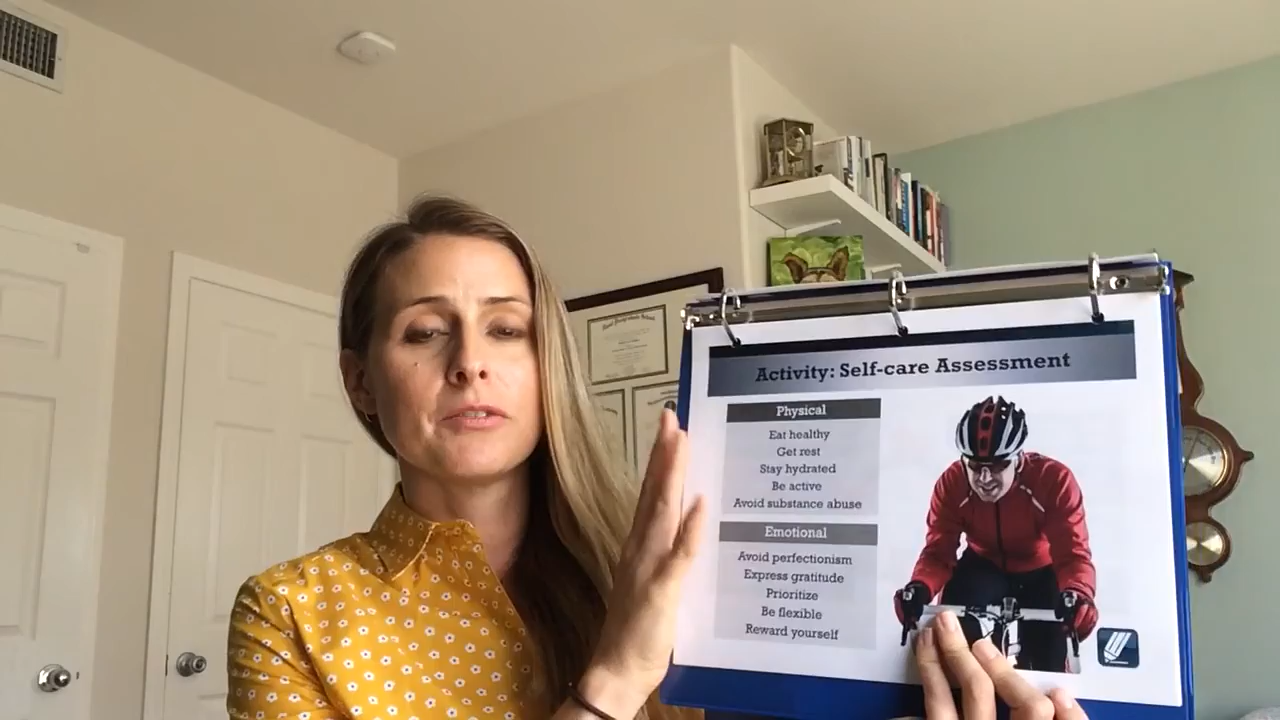 Activity: Self-care Assessment
Physical
Eat healthy
Get rest
Stay hydrated
Be active
Avoid substance abuse
Emotional
Avoid perfectionism
Express gratitude
Prioritize
Be flexible
Reward yourself